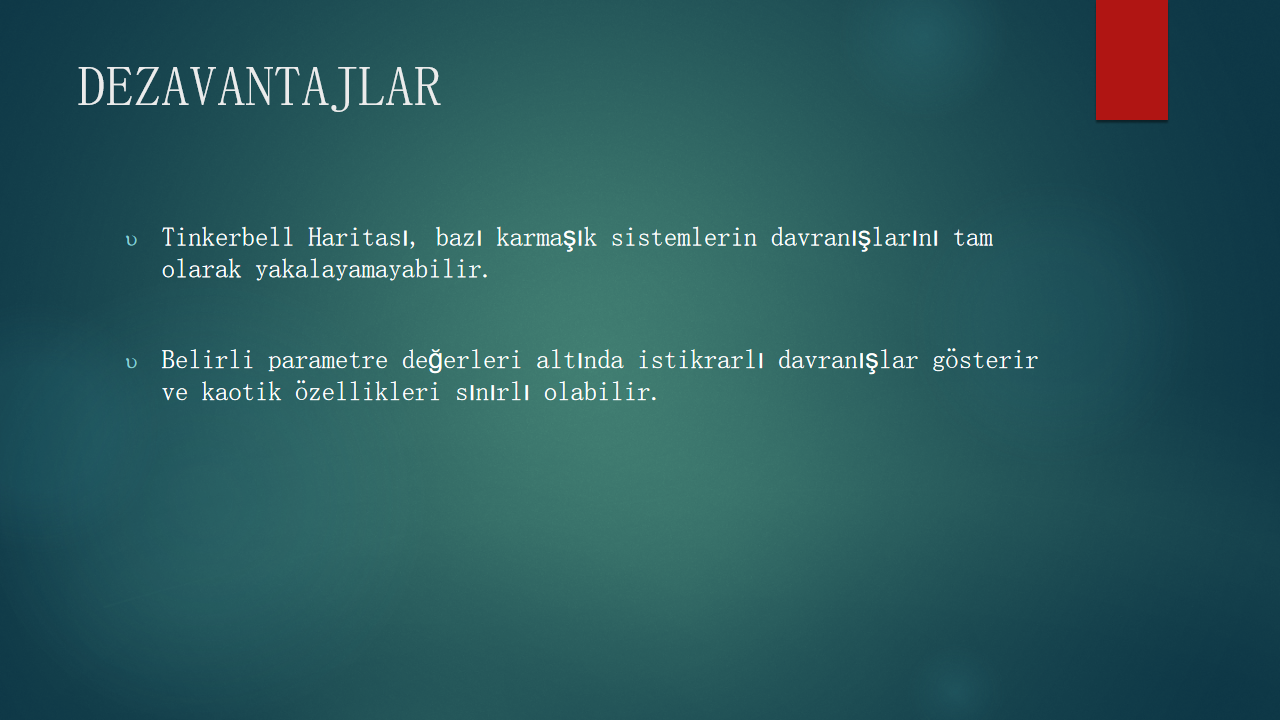 DEZAVANTAJLAR
Tinkerbell Haritası, bazı karmaşık sistemlerin davranışlarını tam
olarak yakalayamayabilir.
Belirli parametre değerleri altında istikrarlı davranışlar gösterir
ve kaotik özellikleri sınırlı olabilir.